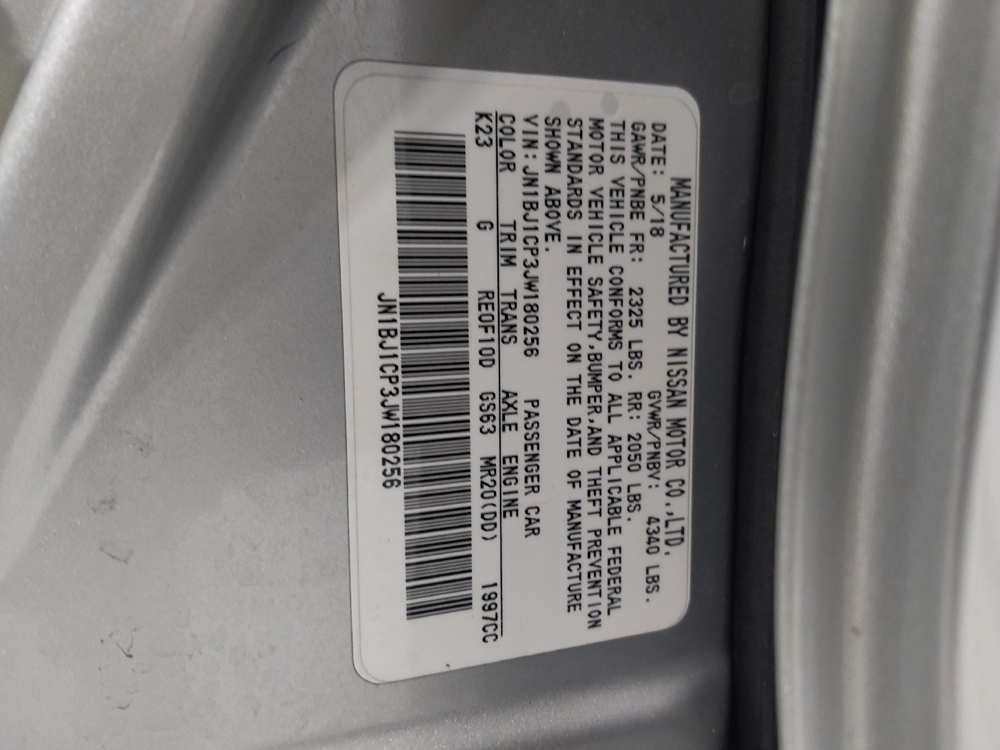 MANUFACTURED BY NISSAN MOTOR CO.,LTD.
DATE: 5/18 GVWR/PNBV: 4340 LBS.
GAWR/PNBE FR: 2325 LBS. RR: 2050 LBS.
THIS VEHICLE CONFORMS TO ALL APPLICABLE FEDERAL
MOTOR VEHICLE SAFETY,BUMPER,AND THEFT PREVENTION
STANDARDS IN EFFECT ON THE DATE OF MANUFACTURE
SHOWN ABOVE.
VIN:JN1BJ1CP3JW180256 PASSENGER CAR
COLOR TRIM TRANS AXLE ENGINE
K23 G RE0F10D GS63 MR20(DD) 1997CC
JN1BJ1CP3JW180256